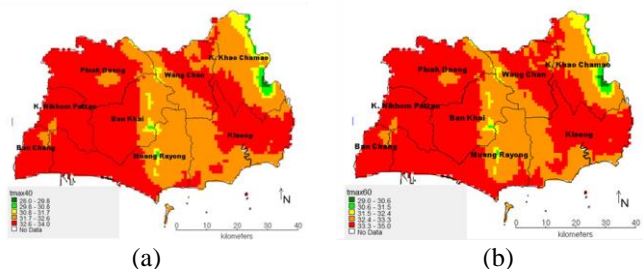 K. Khao Chamao
Pluak Daeng
Wang Chan
K. Nikhom Pattan
Ban Khai
Klaeng
Ban Chang
Muang Rayong
tmax40
28.0 - 29.8
29.8 - 30.8
30.8 - 31.7
31.7 - 32.6
32.6 - 34.0
No Data
N
0 10 20 30 40
kilometers
(a)
K. Khao Chamao
Pluak Daeng
Wang Chan
K. Nikhom Pattan
Ban Khai
Klaeng
Ban Chang
Muang Rayong
tmax60
29.0 - 30.6
30.6 - 31.5
31.5 - 32.4
32.4 - 33.3
33.3 - 35.0
No Data
N
0 10 20 30 40
kilometers
(b)